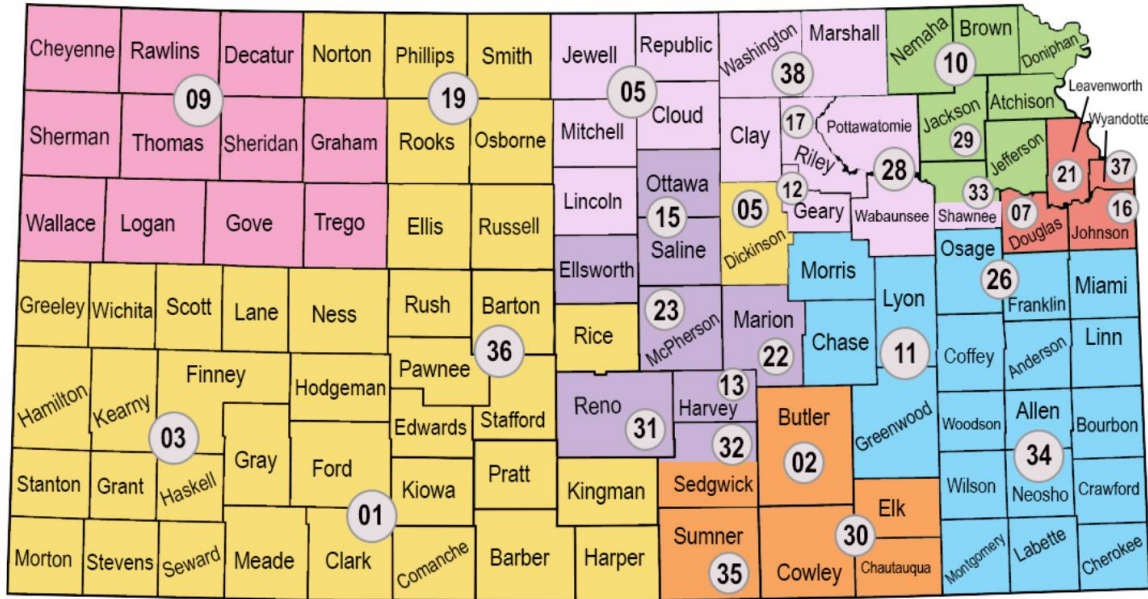 Cheyenne
Rawlins
Decatur
Norton
Phillips
Smith
Jewell
Republic
Washington
Marshall
Nemaha
Brown
Doniphan
09
19
05
38
10
Leavenworth
Wyandotte
Sherman
Thomas
Sheridan
Graham
Rooks
Osborne
Mitchell
Cloud
Clay
17
Riley
Pottawatomie
28
Jackson
29
Atchison
Jefferson
21
37
Wallace
Logan
Gove
Trego
Ellis
Russell
Lincoln
Ottawa
15
Saline
05
Dickinson
12
Geary
Wabaunsee
33
Shawnee
07
Douglas
16
Johnson
Greeley
Wichita
Scott
Lane
Ness
Rush
Barton
Ellsworth
Rice
23
McPherson
Marion
22
Morris
Chase
Lyon
11
Osage
26
Franklin
Miami
Hamilton
Kearny
Finney
Hodgeman
Pawnee
36
Edwards
Stafford
Reno
31
13
Harvey
32
Butler
02
Greenwood
Coffey
Anderson
Linn
03
Stanton
Grant
Haskell
Gray
Ford
01
Kiowa
Pratt
Kingman
Sedgwick
Elk
Woodson
Allen
34
Neosho
Bourbon
Wilson
Crawford
Morton
Stevens
Seward
Meade
Clark
Comanche
Barber
Harper
Sumner
35
Cowley
30
Chautauqua
Montgomery
Labette
Cherokee